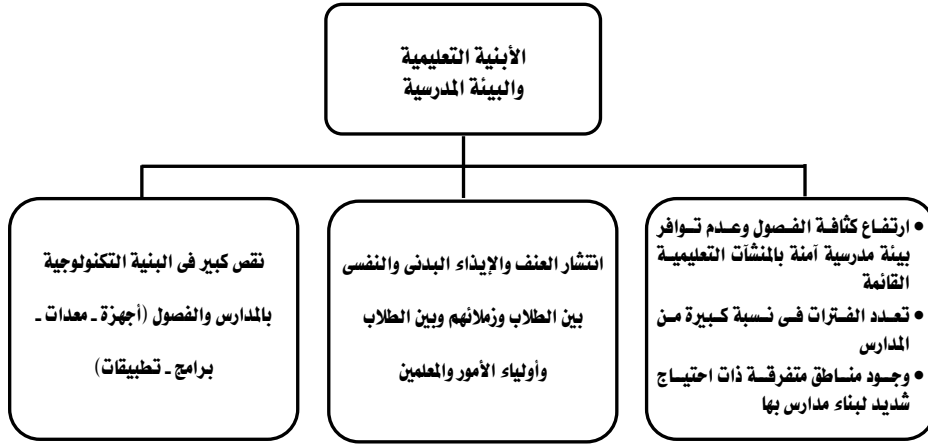 الأبنية التعليمية
والبيئة المدرسية
• ارتفاع كثافة الفصول وعدم توافر
بيئة مدرسية آمنة بالمنشآت التعليمية
القائمة
• تعدد الفترات فى نسبة كبيرة من
المدارس
• وجود مناطق متفرقة ذات احتياج
شديد لبناء مدارس بها
انتشار العنف والإيذاء البدنى والنفسى
بين الطلاب وزملائهم وبين الطلاب
وأولياء الأمور والمعلمين
نقص كبير فى البنية التكنولوجية
بالمدارس والفصول (أجهزة ـ معدات ـ
برامج ـ تطبيقات)